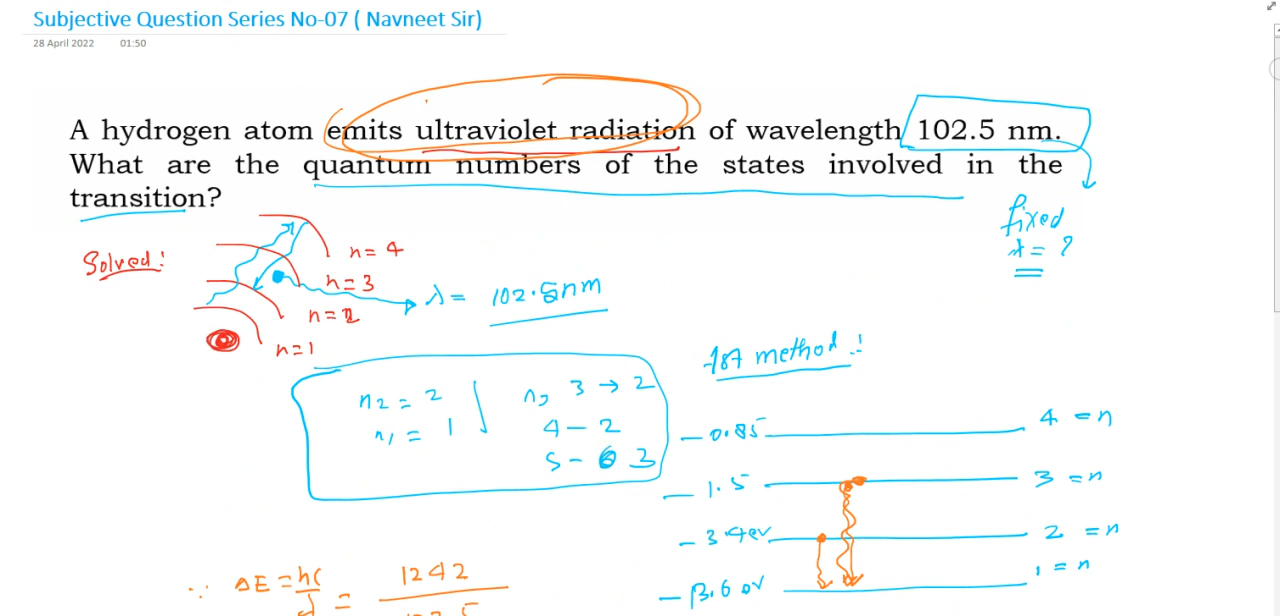 Subjective Question Series No-07 ( Navneet Sir)
28 April 2022 01:50
A hydrogen atom emits ultraviolet radiation of wavelength 102.5 nm.
What are the quantum numbers of the states involved in the
transition?
fixed
λ = ?
Solved:
n= 4
n=3
n=2
n=1
λ= 102.5nm
1st method:
n2 = 2
n1 = 1
n, 3 → 2
4 - 2
5 - 3
-0.85 4 = n
-1.5 3 = n
-3.4ev 2 = n
-13.6 ev 1 = n
∵ ΔE = hc/λ = 1242